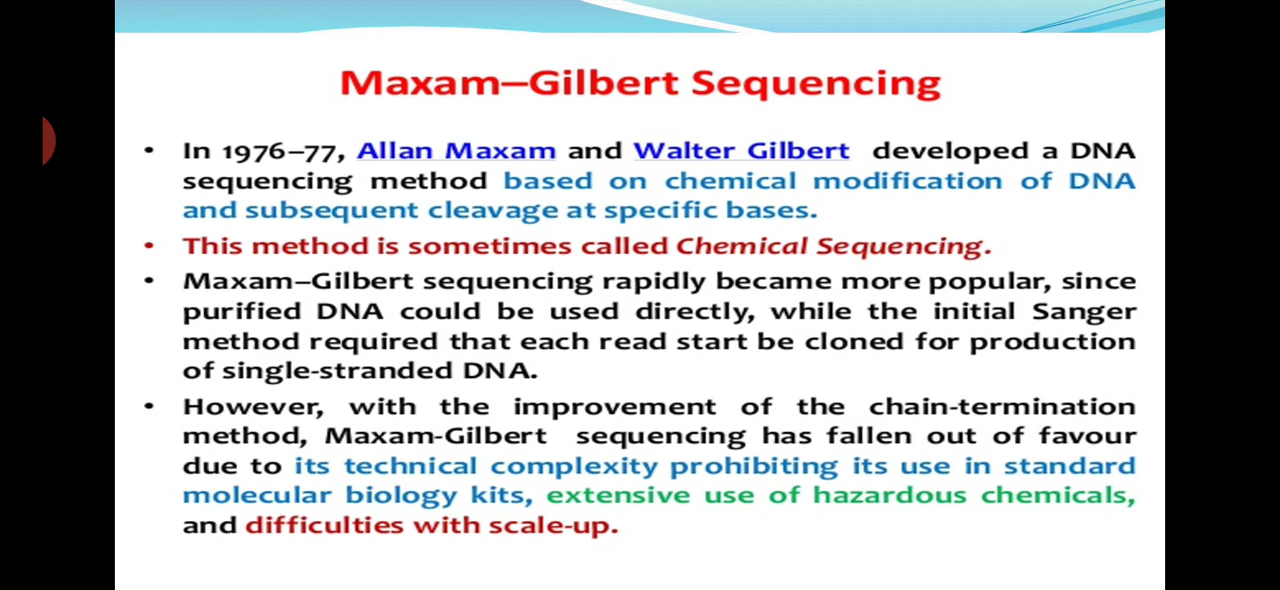 Maxam–Gilbert Sequencing
• In 1976–77, Allan Maxam and Walter Gilbert developed a DNA
sequencing method based on chemical modification of DNA
and subsequent cleavage at specific bases.
• This method is sometimes called Chemical Sequencing.
• Maxam–Gilbert sequencing rapidly became more popular, since
purified DNA could be used directly, while the initial Sanger
method required that each read start be cloned for production
of single-stranded DNA.
• However, with the improvement of the chain-termination
method, Maxam-Gilbert sequencing has fallen out of favour
due to its technical complexity prohibiting its use in standard
molecular biology kits, extensive use of hazardous chemicals,
and difficulties with scale-up.